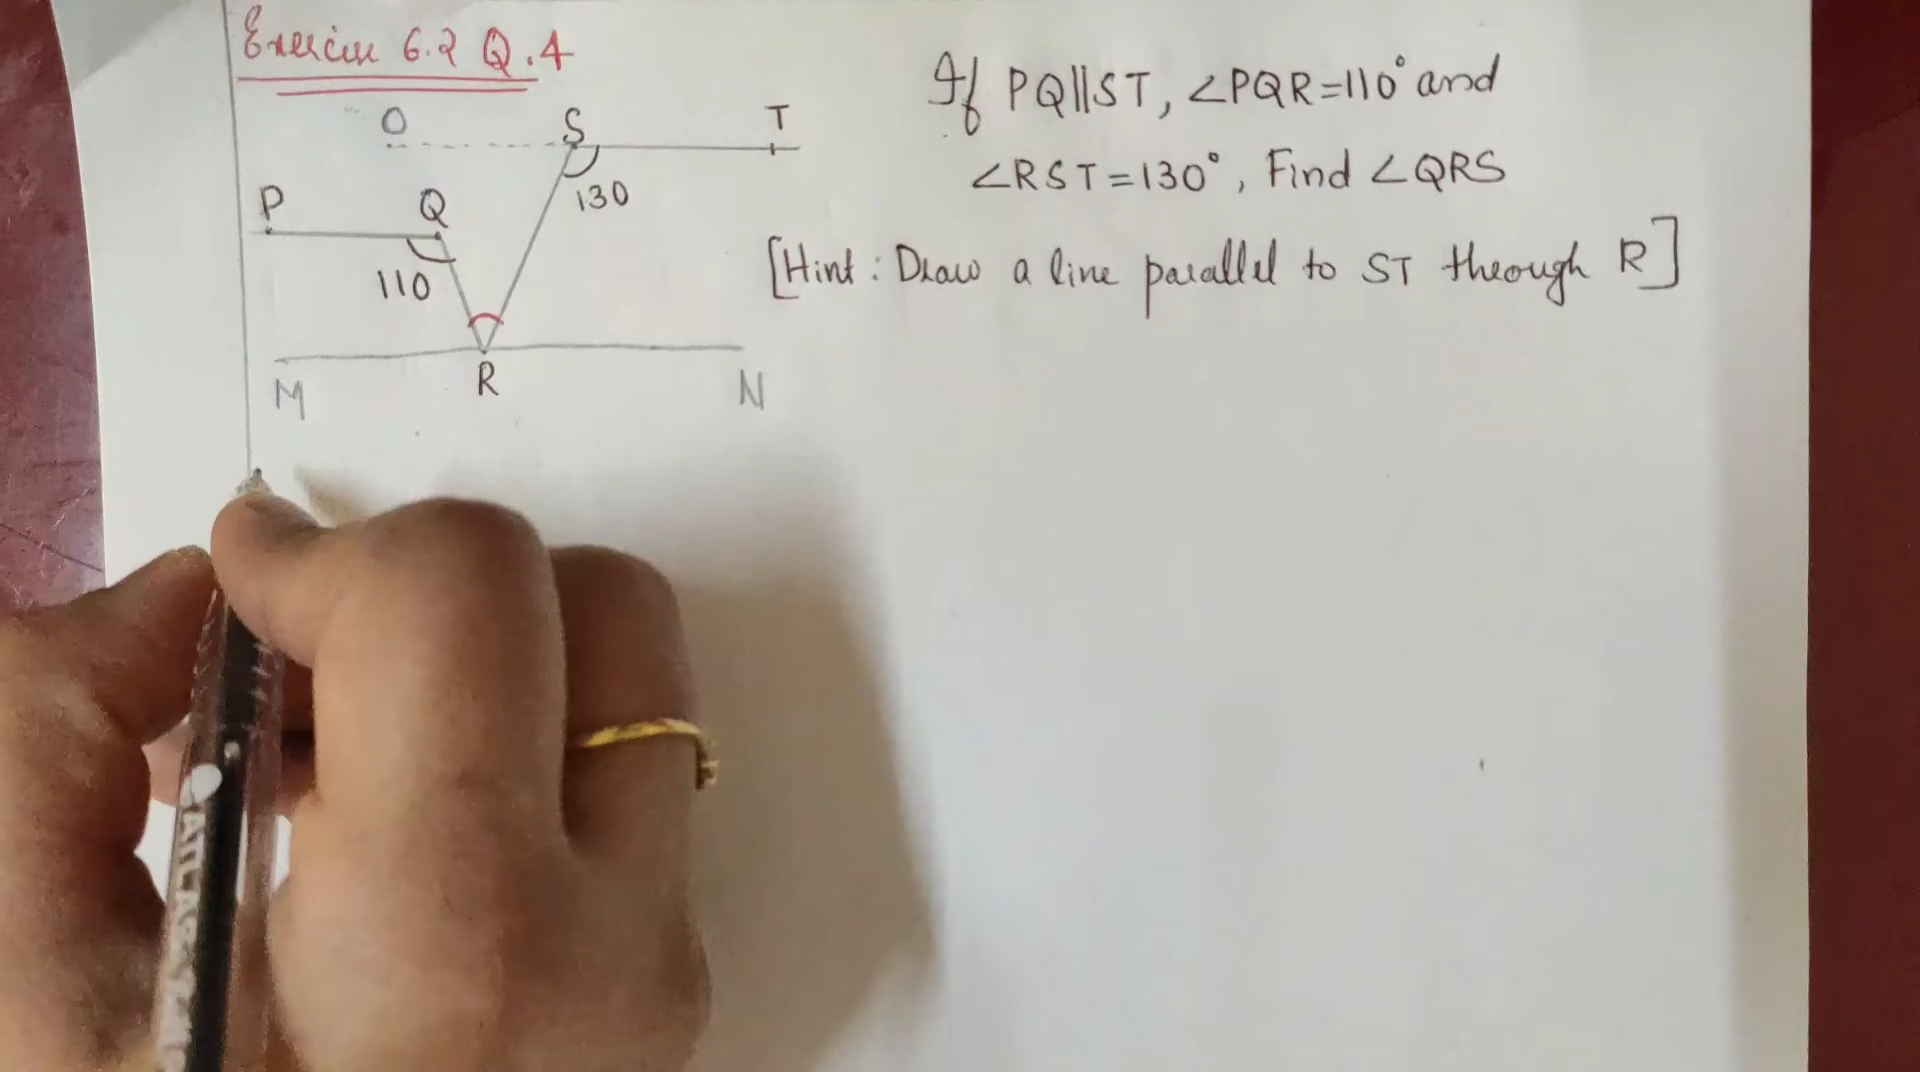 Exercise 6.2 Q.4
If PQ||ST, ∠PQR=110° and
∠RST=130°, Find ∠QRS
[Hint: Draw a line parallel to ST through R]
O S T
130
P Q
110
R
M N